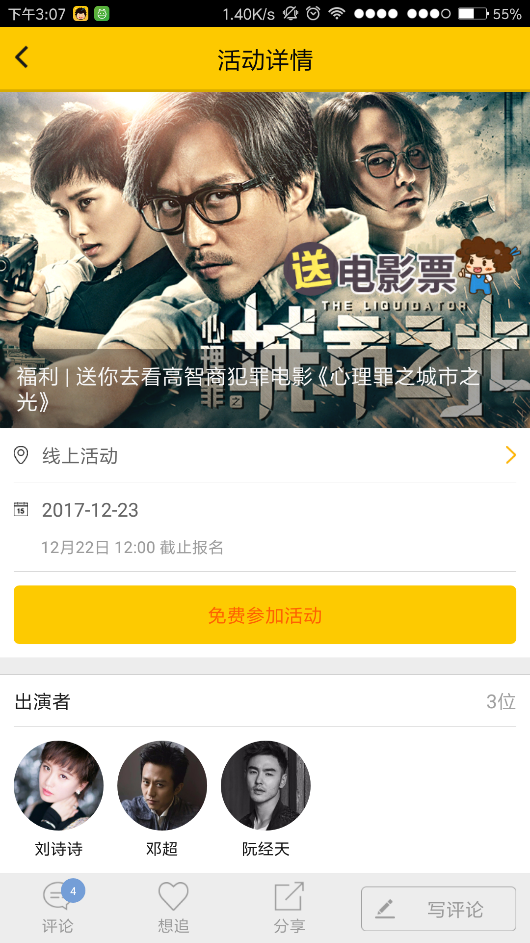 下午3:07
1.40K/s
55%
活动详情
送电影票
THE LIQUIDATOR
心理罪之城市之光
福利 | 送你去看高智商犯罪电影《心理罪之城市之
光》
线上活动
15
2017-12-23
12月22日 12:00 截止报名
免费参加活动
出演者
3位
刘诗诗
邓超
阮经天
4
评论
想追
分享
写评论